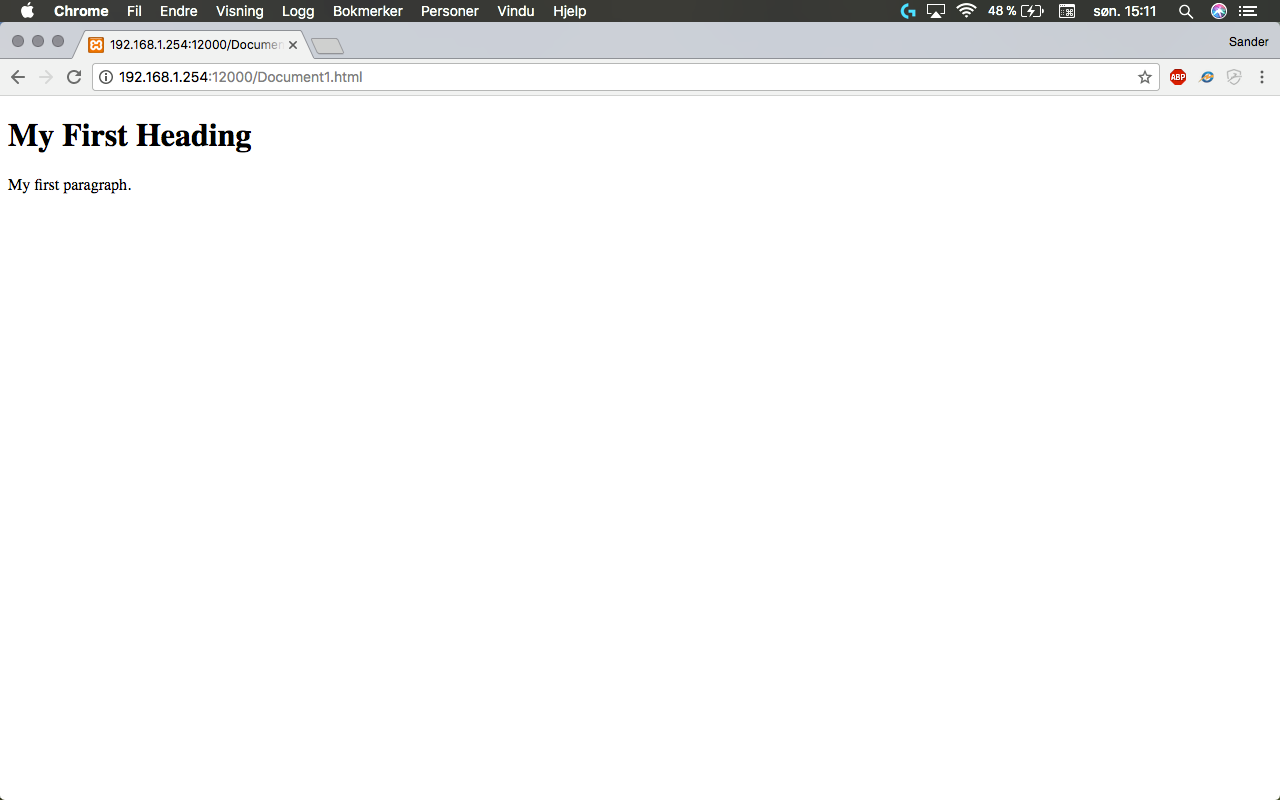 Chrome Fil Endre Visning Logg Bokmerker Personer Vindu Hjelp 48 % søn. 15:11
192.168.1.254:12000/Documen
Sander
192.168.1.254:12000/Document1.html
ABP
My First Heading
My first paragraph.